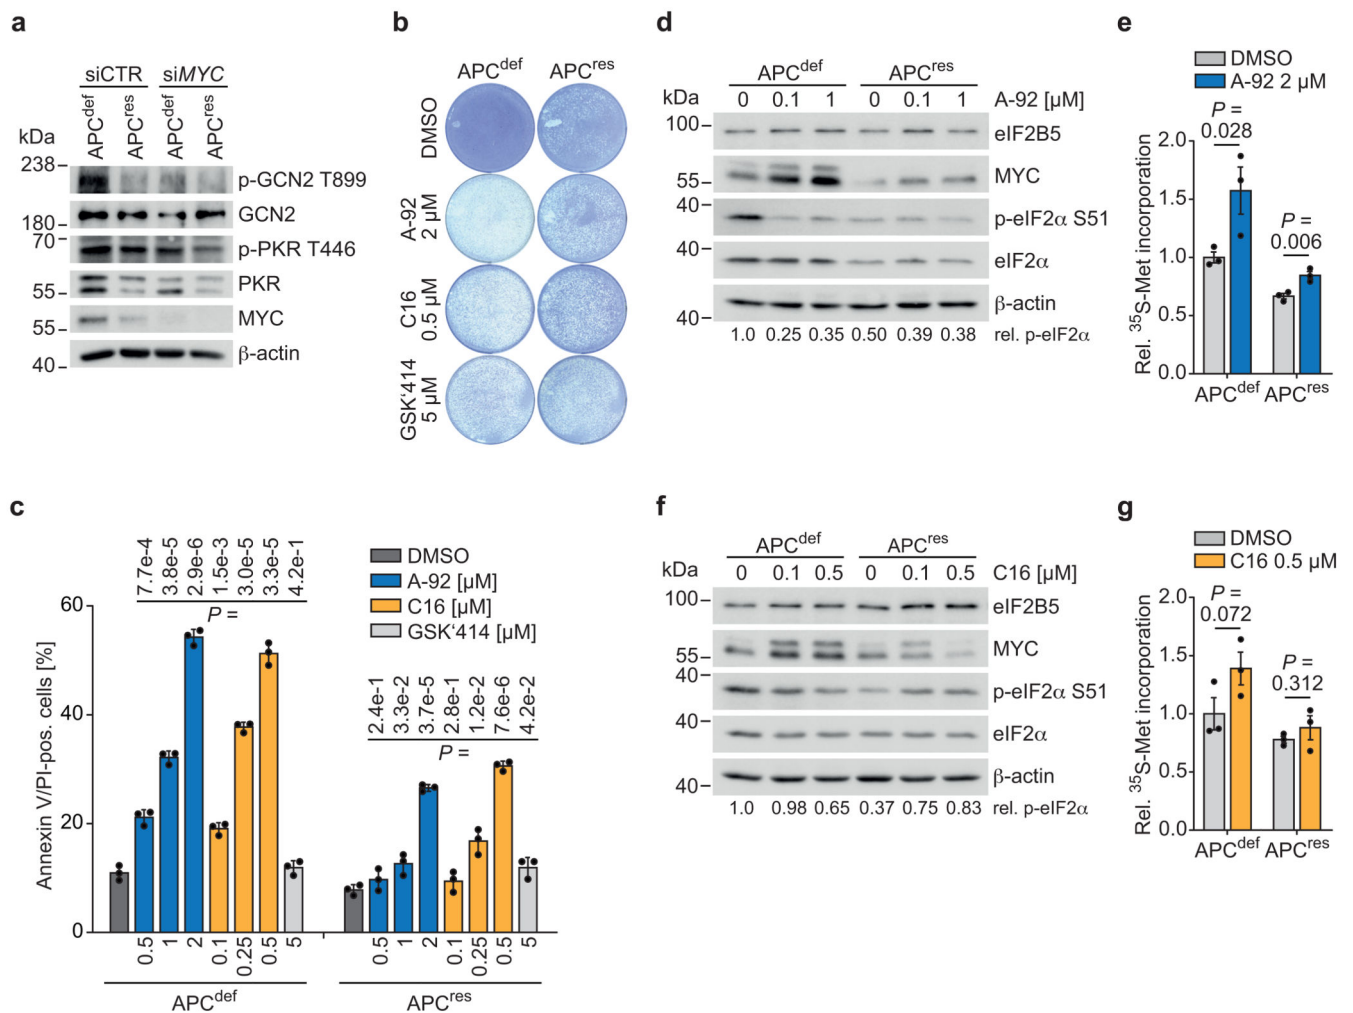 a
siCTR siMYC
APCdef APCres APCdef APCres
kDa
238
p-GCN2 T899
GCN2
180
70
p-PKR T446
PKR
55
MYC
55
β-actin
40
b
APCdef APCres
DMSO
A-92
2 µM
C16
0.5 µM
GSK‘414
5 µM
c
7.7e-4 3.8e-5 2.9e-6 1.5e-3 3.0e-5 3.3e-5 4.2e-1
P =
DMSO
A-92 [µM]
C16 [µM]
GSK‘414 [µM]
2.4e-1 3.3e-2 3.7e-5 2.8e-1 1.2e-2 7.6e-6 4.2e-2
P =
Annexin V/PI-pos. cells [%]
60
40
20
0
0.5 1 2 0.1 0.25 0.5 5 0.5 1 2 0.1 0.25 0.5 5
APCdef APCres
d
APCdef APCres
kDa 0 0.1 1 0 0.1 1 A-92 [µM]
100 eIF2B5
MYC
55
40
p-eIF2α S51
40 eIF2α
β-actin
40
1.0 0.25 0.35 0.50 0.39 0.38 rel. p-eIF2α
e
DMSO
A-92 2 µM
P =
0.028
P =
0.006
Rel. 35S-Met incorporation
2.0
1.5
1.0
0.5
0.0
APCdef APCres
f
APCdef APCres
kDa 0 0.1 0.5 0 0.1 0.5 C16 [µM]
100 eIF2B5
MYC
55
40
p-eIF2α S51
40 eIF2α
β-actin
40
1.0 0.98 0.65 0.37 0.75 0.83 rel. p-eIF2α
g
DMSO
C16 0.5 µM
P =
0.072
P =
0.312
Rel. 35S-Met incorporation
2.0
1.5
1.0
0.5
0.0
APCdef APCres